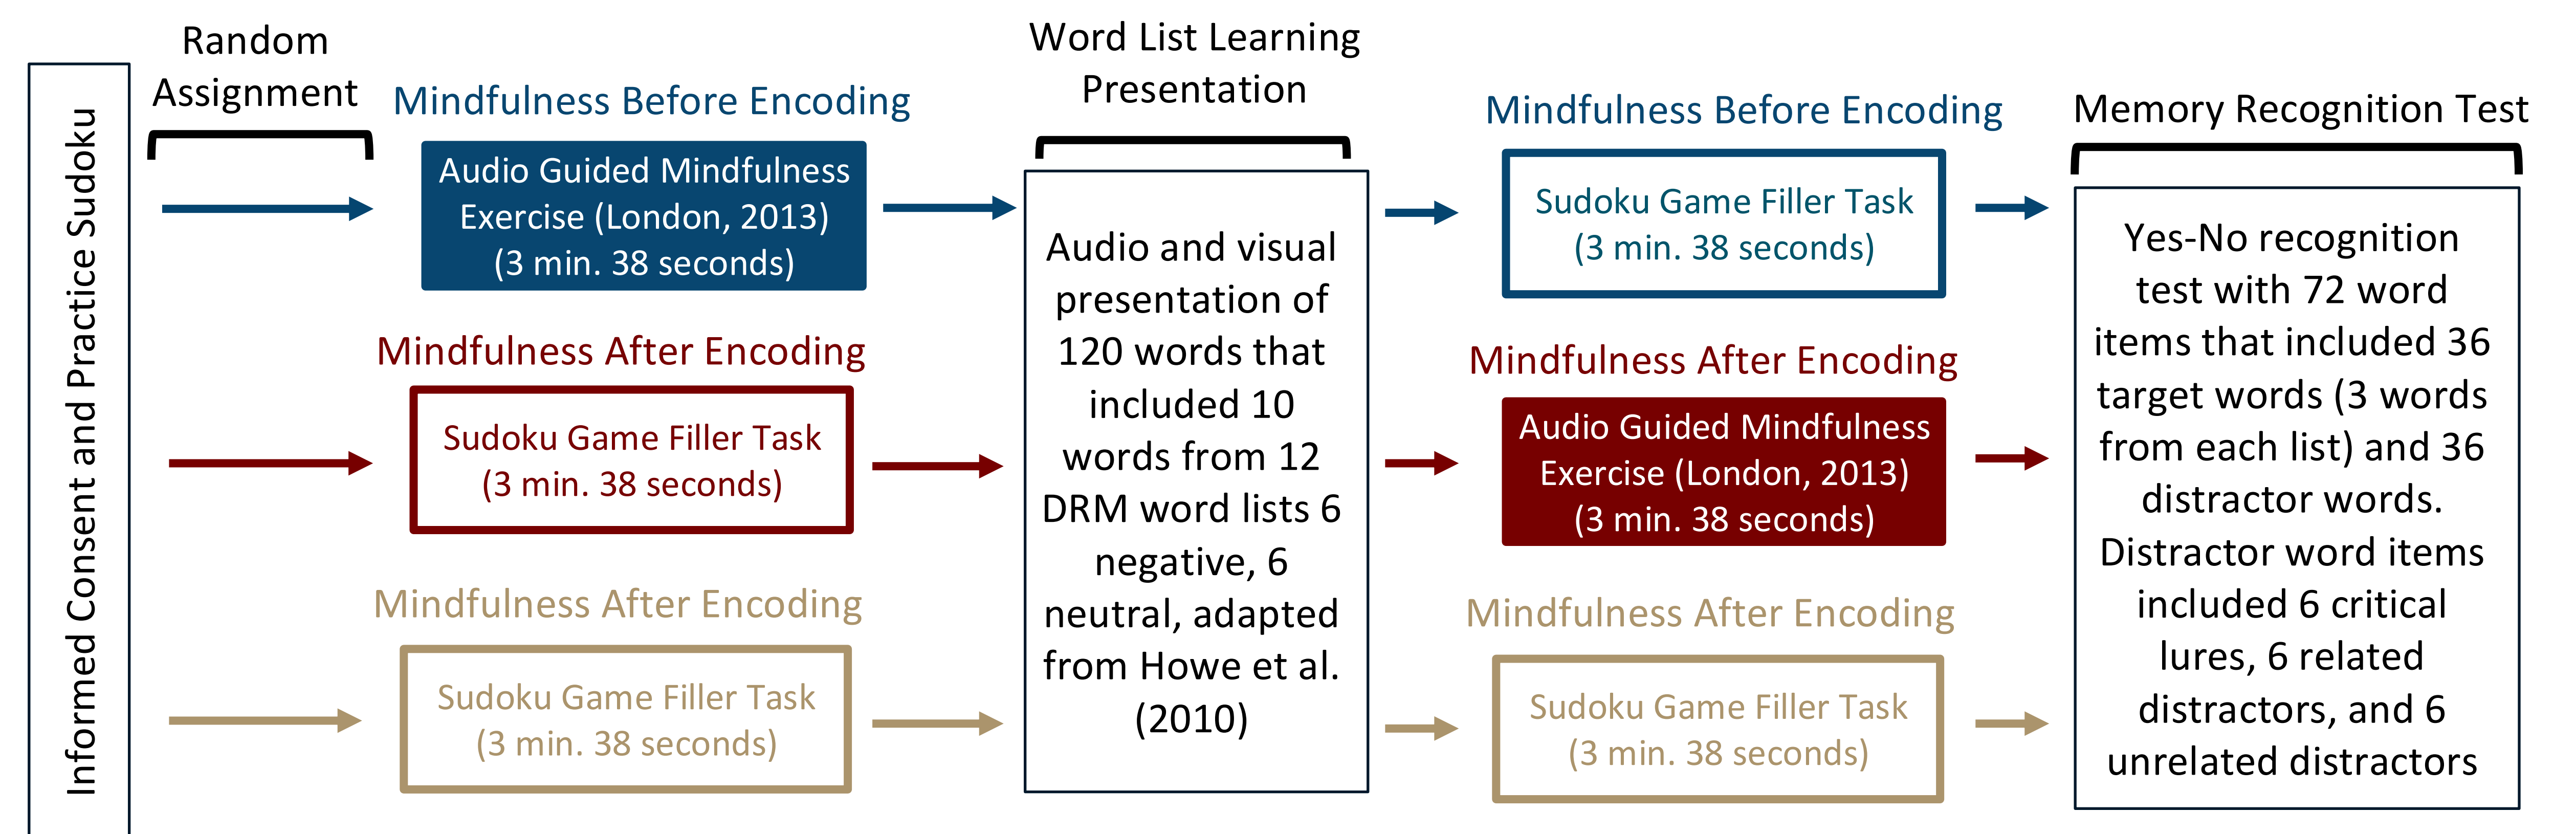 Informed Consent and Practice Sudoku
Random
Assignment
Mindfulness Before Encoding
Audio Guided Mindfulness
Exercise (London, 2013)
(3 min. 38 seconds)
Mindfulness After Encoding
Sudoku Game Filler Task
(3 min. 38 seconds)
Mindfulness After Encoding
Sudoku Game Filler Task
(3 min. 38 seconds)
Word List Learning
Presentation
Audio and visual
presentation of
120 words that
included 10
words from 12
DRM word lists 6
negative, 6
neutral, adapted
from Howe et al.
(2010)
Mindfulness Before Encoding
Sudoku Game Filler Task
(3 min. 38 seconds)
Mindfulness After Encoding
Audio Guided Mindfulness
Exercise (London, 2013)
(3 min. 38 seconds)
Mindfulness After Encoding
Sudoku Game Filler Task
(3 min. 38 seconds)
Memory Recognition Test
Yes-No recognition
test with 72 word
items that included 36
target words (3 words
from each list) and 36
distractor words.
Distractor word items
included 6 critical
lures, 6 related
distractors, and 6
unrelated distractors